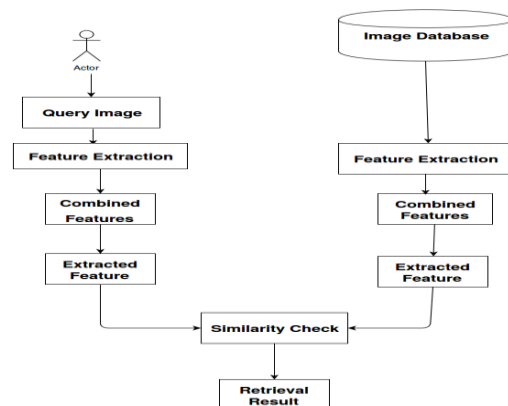 Actor
Query Image
Feature Extraction
Combined
Features
Extracted
Feature
Image Database
Feature Extraction
Combined
Features
Extracted
Feature
Similarity Check
Retrieval
Result